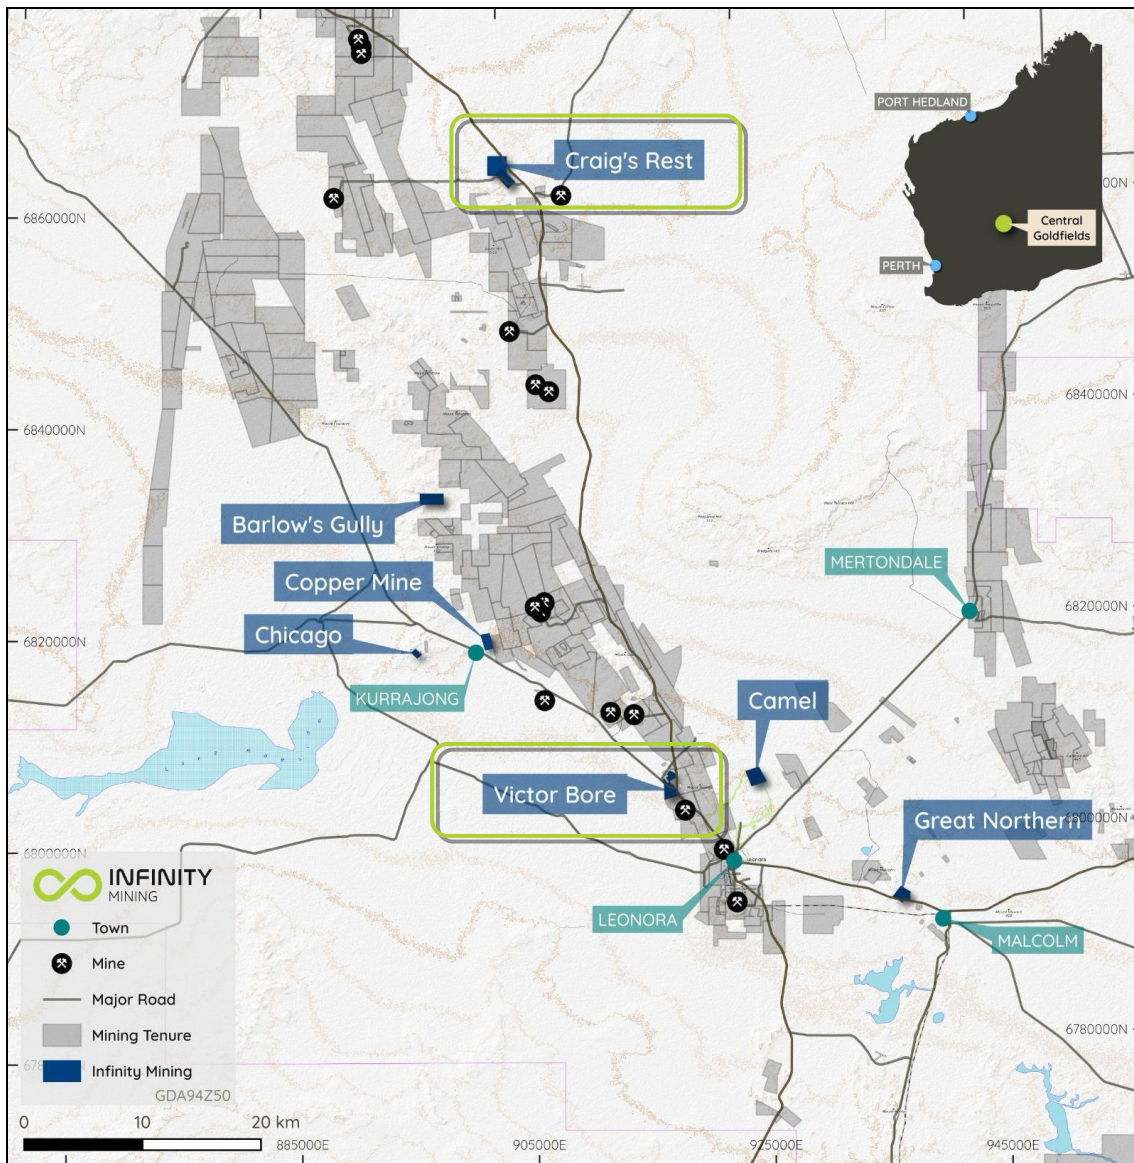 PORT HEDLAND
Craig's Rest
Central
Goldfields
PERTH
6860000N
6840000N
6840000N
Barlow's Gully
MERTONDALE
Copper Mine
6820000N
Chicago
6820000N
KURRAJONG
Camel
Victor Bore
Great Northern
6800000N
6800000N
Leonora
INFINITY
MINING
LEONORA
MALCOLM
Town
Mine
Major Road
Mining Tenure
6780000N
Infinity Mining
GDA94Z50
0 10 20 km
885000E
905000E
925000E
945000E